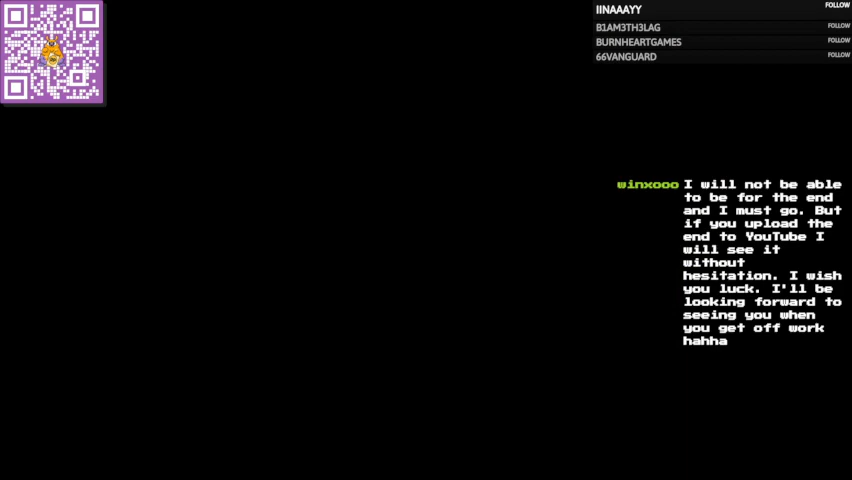 IINAAAYY FOLLOW
B1AM3TH3LAG FOLLOW
BURNHEARTGAMES FOLLOW
66VANGUARD FOLLOW
winxooo I will not be able
to be for the end
and I must go. But
if you upload the
end to YouTube I
will see it
without
hesitation. I wish
you luck. I'll be
looking forward to
seeing you when
you get off work
hahha